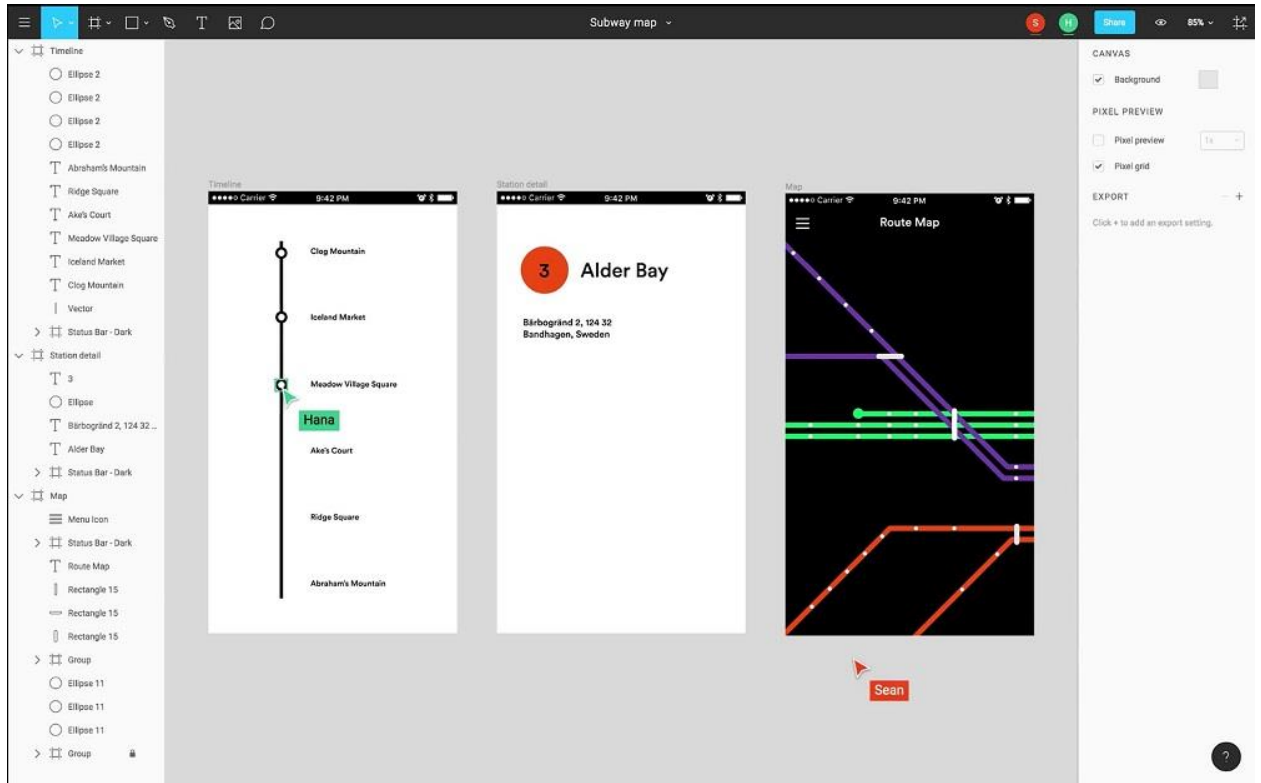 Subway map
S
H
Share
85%
Timeline
Ellipse 2
Ellipse 2
Ellipse 2
Ellipse 2
Abraham's Mountain
Ridge Square
Ake's Court
Meadow Village Square
Iceland Market
Clog Mountain
Vector
Status Bar - Dark
Station detail
3
Ellipse
Bärbogränd 2, 124 32 ...
Alder Bay
Status Bar - Dark
Map
Menu Icon
Status Bar - Dark
Route Map
Rectangle 15
Rectangle 15
Rectangle 15
Group
Ellipse 11
Ellipse 11
Ellipse 11
Group
Timeline
Carrier 9:42 PM
Clog Mountain
Iceland Market
Meadow Village Square
Hana
Ake's Court
Ridge Square
Abraham's Mountain
Station detail
Carrier 9:42 PM
3 Alder Bay
Bärbogränd 2, 124 32
Bandhagen, Sweden
Map
Carrier 9:42 PM
Route Map
Sean
CANVAS
Background
PIXEL PREVIEW
Pixel preview 1x
Pixel grid
EXPORT
Click + to add an export setting.
?